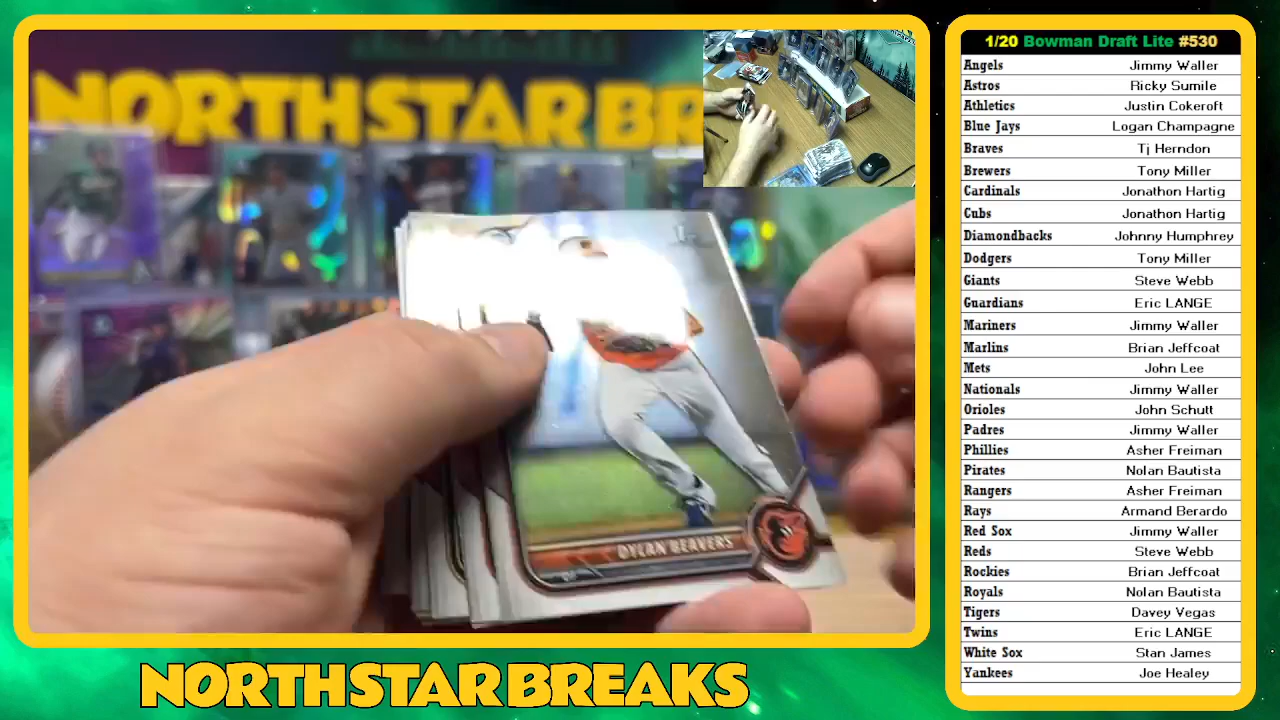 NORTHSTAR BREAKS
DYLAN BEAVERS
NORTHSTAR BREAKS
1/20 Bowman Draft Lite #530
Angels Jimmy Waller
Astros Ricky Sumile
Athletics Justin Cokeroft
Blue Jays Logan Champagne
Braves Tj Herndon
Brewers Tony Miller
Cardinals Jonathon Hartig
Cubs Jonathon Hartig
Diamondbacks Johnny Humphrey
Dodgers Tony Miller
Giants Steve Webb
Guardians Eric LANGE
Mariners Jimmy Waller
Marlins Brian Jeffcoat
Mets John Lee
Nationals Jimmy Waller
Orioles John Schutt
Padres Jimmy Waller
Phillies Asher Freiman
Pirates Nolan Bautista
Rangers Asher Freiman
Rays Armand Berardo
Red Sox Jimmy Waller
Reds Steve Webb
Rockies Brian Jeffcoat
Royals Nolan Bautista
Tigers Davey Vegas
Twins Eric LANGE
White Sox Stan James
Yankees Joe Healey